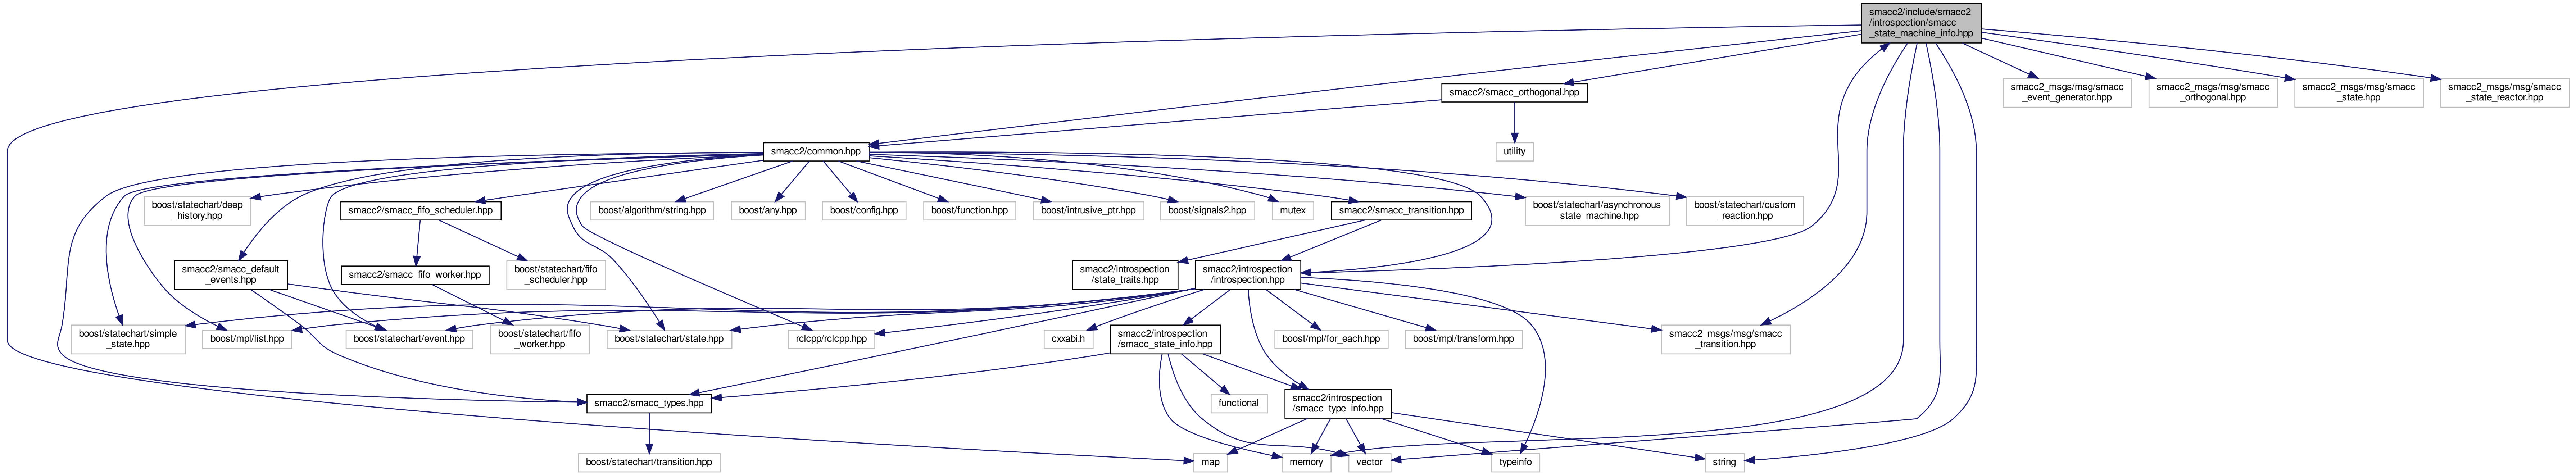 smacc2/include/smacc2
/introspection/smacc
_state_machine_info.hpp
smacc2/smacc_orthogonal.hpp
smacc2_msgs/msg/smacc
_event_generator.hpp
smacc2_msgs/msg/smacc
_orthogonal.hpp
smacc2_msgs/msg/smacc
_state.hpp
smacc2_msgs/msg/smacc
_state_reactor.hpp
smacc2/common.hpp
utility
boost/statechart/deep
_history.hpp
smacc2/smacc_fifo_scheduler.hpp
boost/algorithm/string.hpp
boost/any.hpp
boost/config.hpp
boost/function.hpp
boost/intrusive_ptr.hpp
boost/signals2.hpp
mutex
smacc2/smacc_transition.hpp
boost/statechart/asynchronous
_state_machine.hpp
boost/statechart/custom
_reaction.hpp
smacc2/smacc_default
_events.hpp
smacc2/smacc_fifo_worker.hpp
boost/statechart/fifo
_scheduler.hpp
smacc2/introspection
/state_traits.hpp
smacc2/introspection
/introspection.hpp
boost/statechart/simple
_state.hpp
boost/mpl/list.hpp
boost/statechart/event.hpp
boost/statechart/fifo
_worker.hpp
boost/statechart/state.hpp
rclcpp/rclcpp.hpp
cxxabi.h
smacc2/introspection
/smacc_state_info.hpp
boost/mpl/for_each.hpp
boost/mpl/transform.hpp
smacc2_msgs/msg/smacc
_transition.hpp
smacc2/smacc_types.hpp
functional
smacc2/introspection
/smacc_type_info.hpp
boost/statechart/transition.hpp
map
memory
vector
typeinfo
string